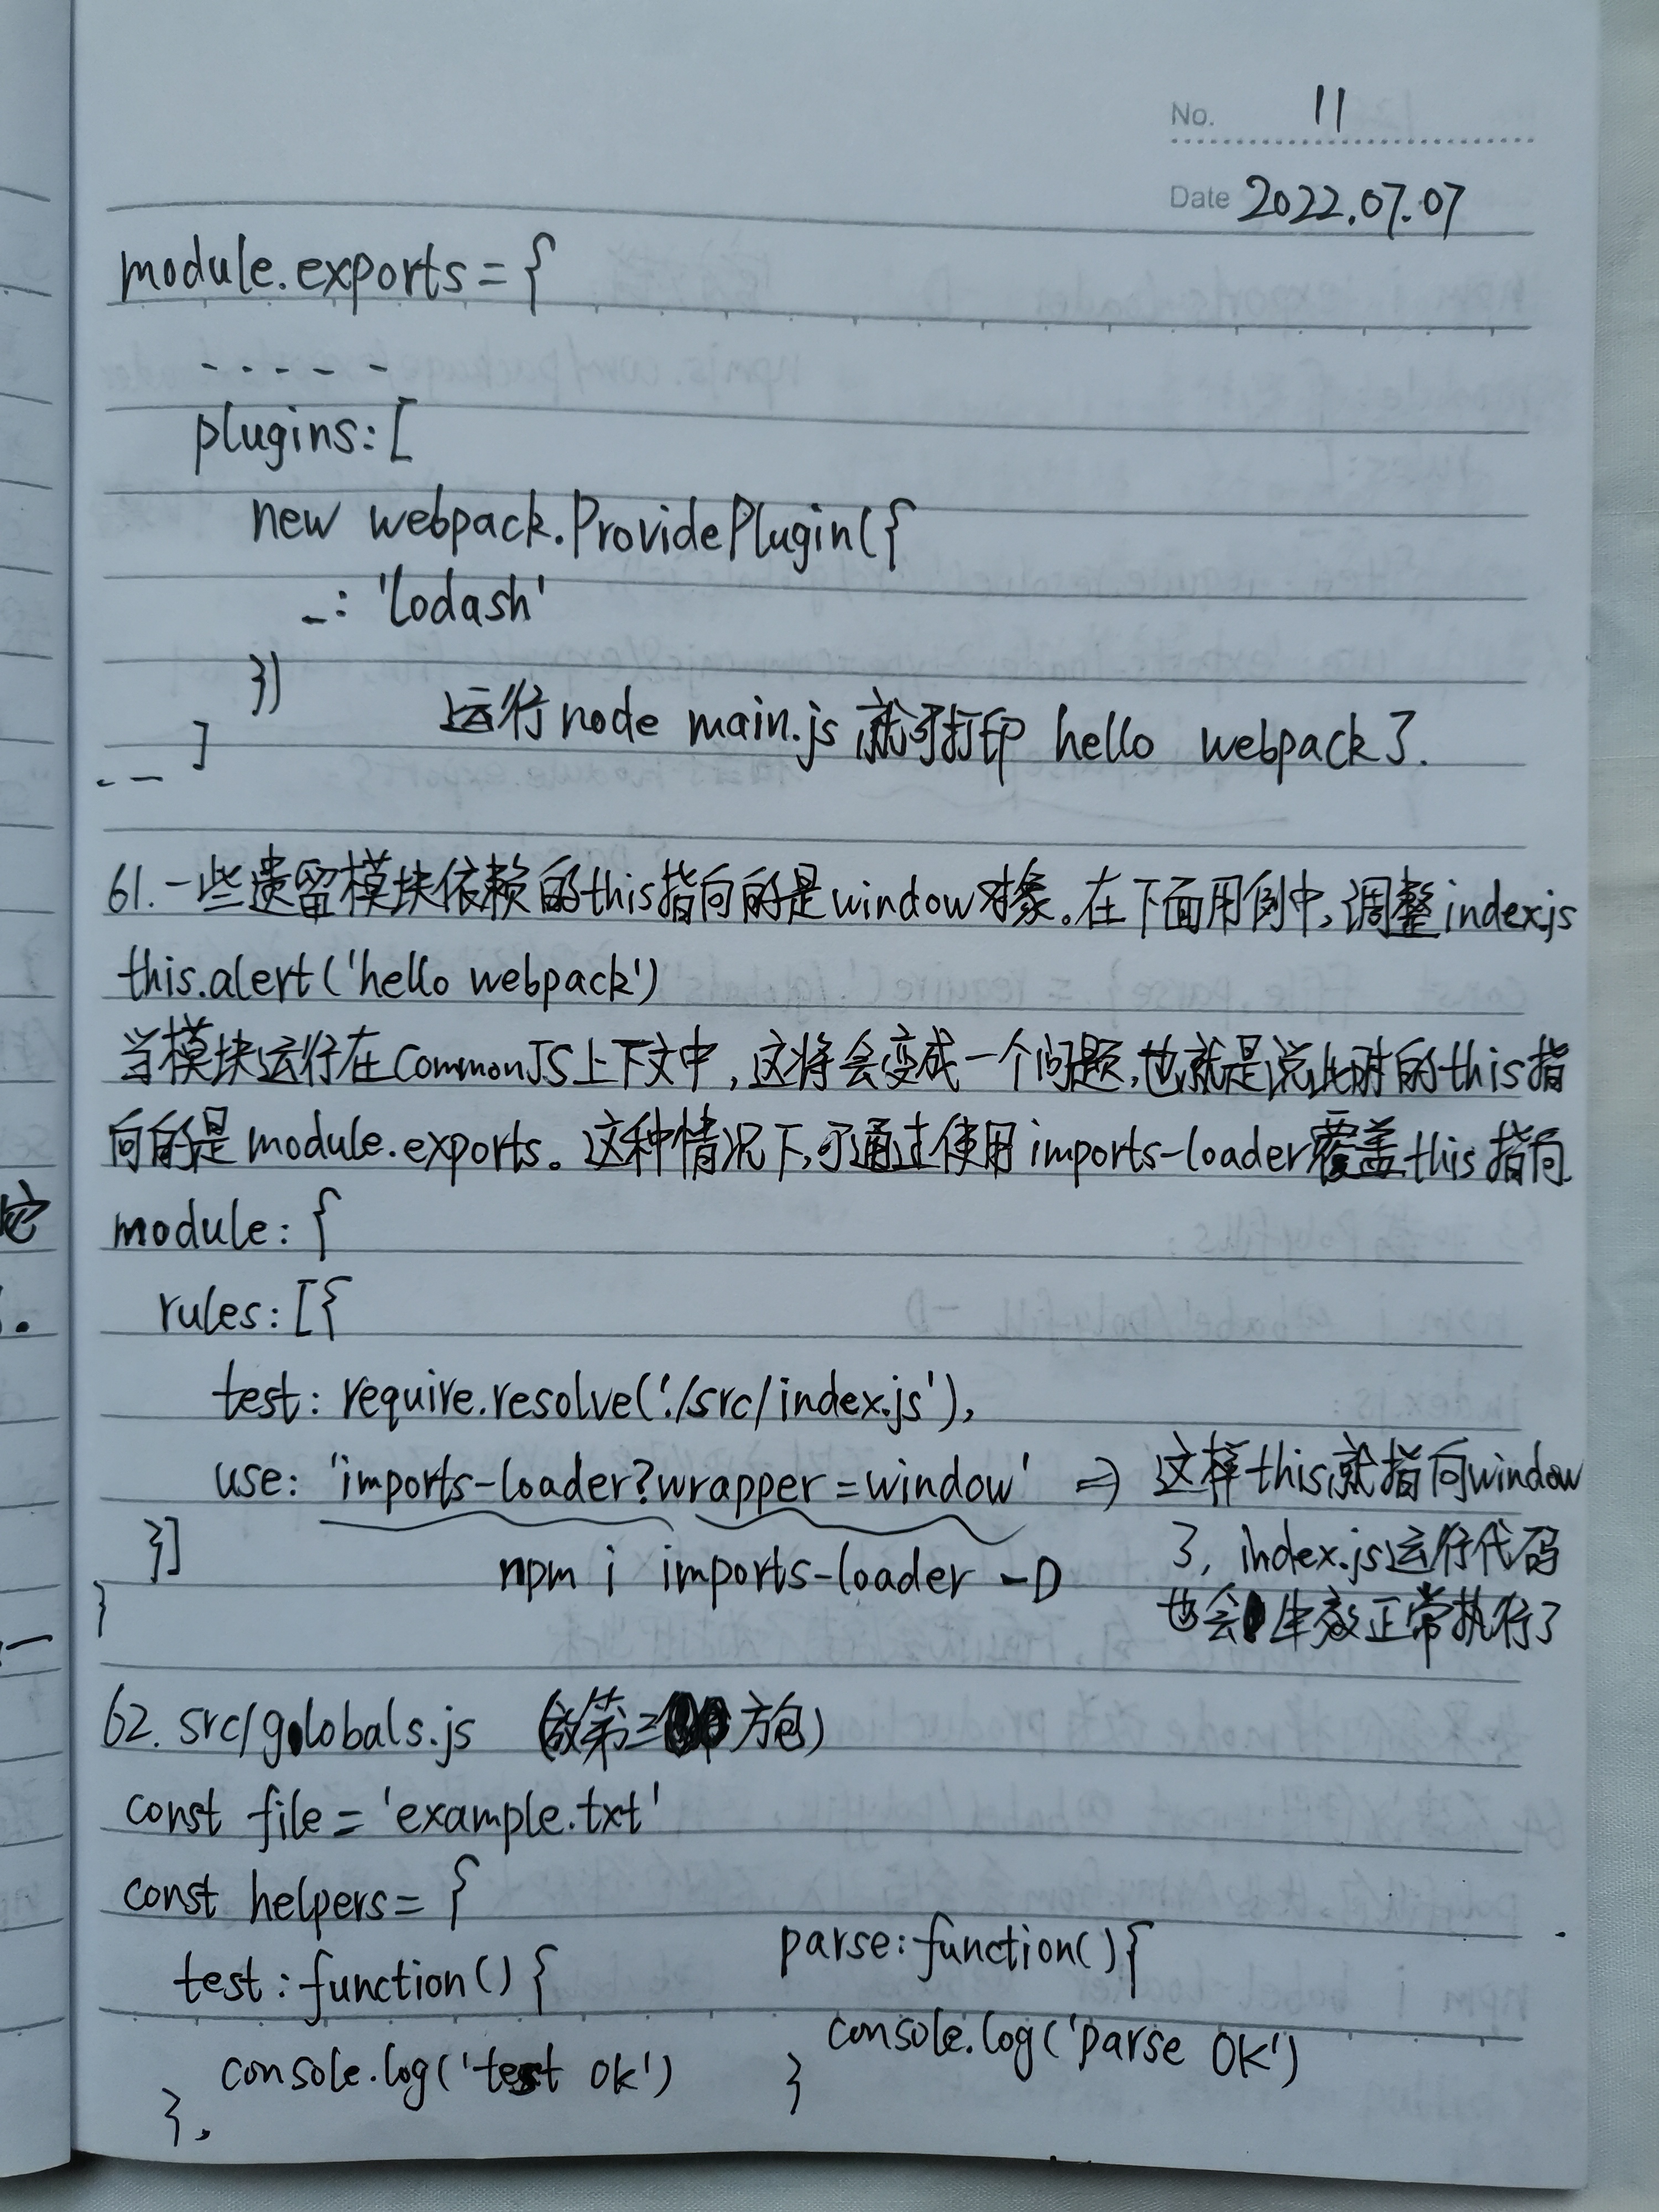 No. 11
Date 2022.07.07
module.exports={
.....
plugins:[
new webpack.ProvidePlugin({
_: 'lodash'
})
运行node main.js就可打印 hello webpack了.
]
...
61.一些遗留模块依赖的this指向的是window对象。在下面用例中,调整index.js
this.alert('hello webpack')
当模块运行在CommonJS上下文中,这将会变成一个问题,也就是说此时的this指
向的是module.exports。这种情况下,可通过使用imports-loader覆盖this指向
module: {
rules:[{
test: require.resolve('./src/index.js'),
use: 'imports-loader?wrapper=window' => 这样this就指向window
}] npm i imports-loader -D 了, index.js运行代码
} 也会生效正常执行了
62. src/globals.js (放第三方包)
const file='example.txt'
const helpers={
test:function(){ parse:function(){
console.log('test ok') console.log('parse OK')
}, }